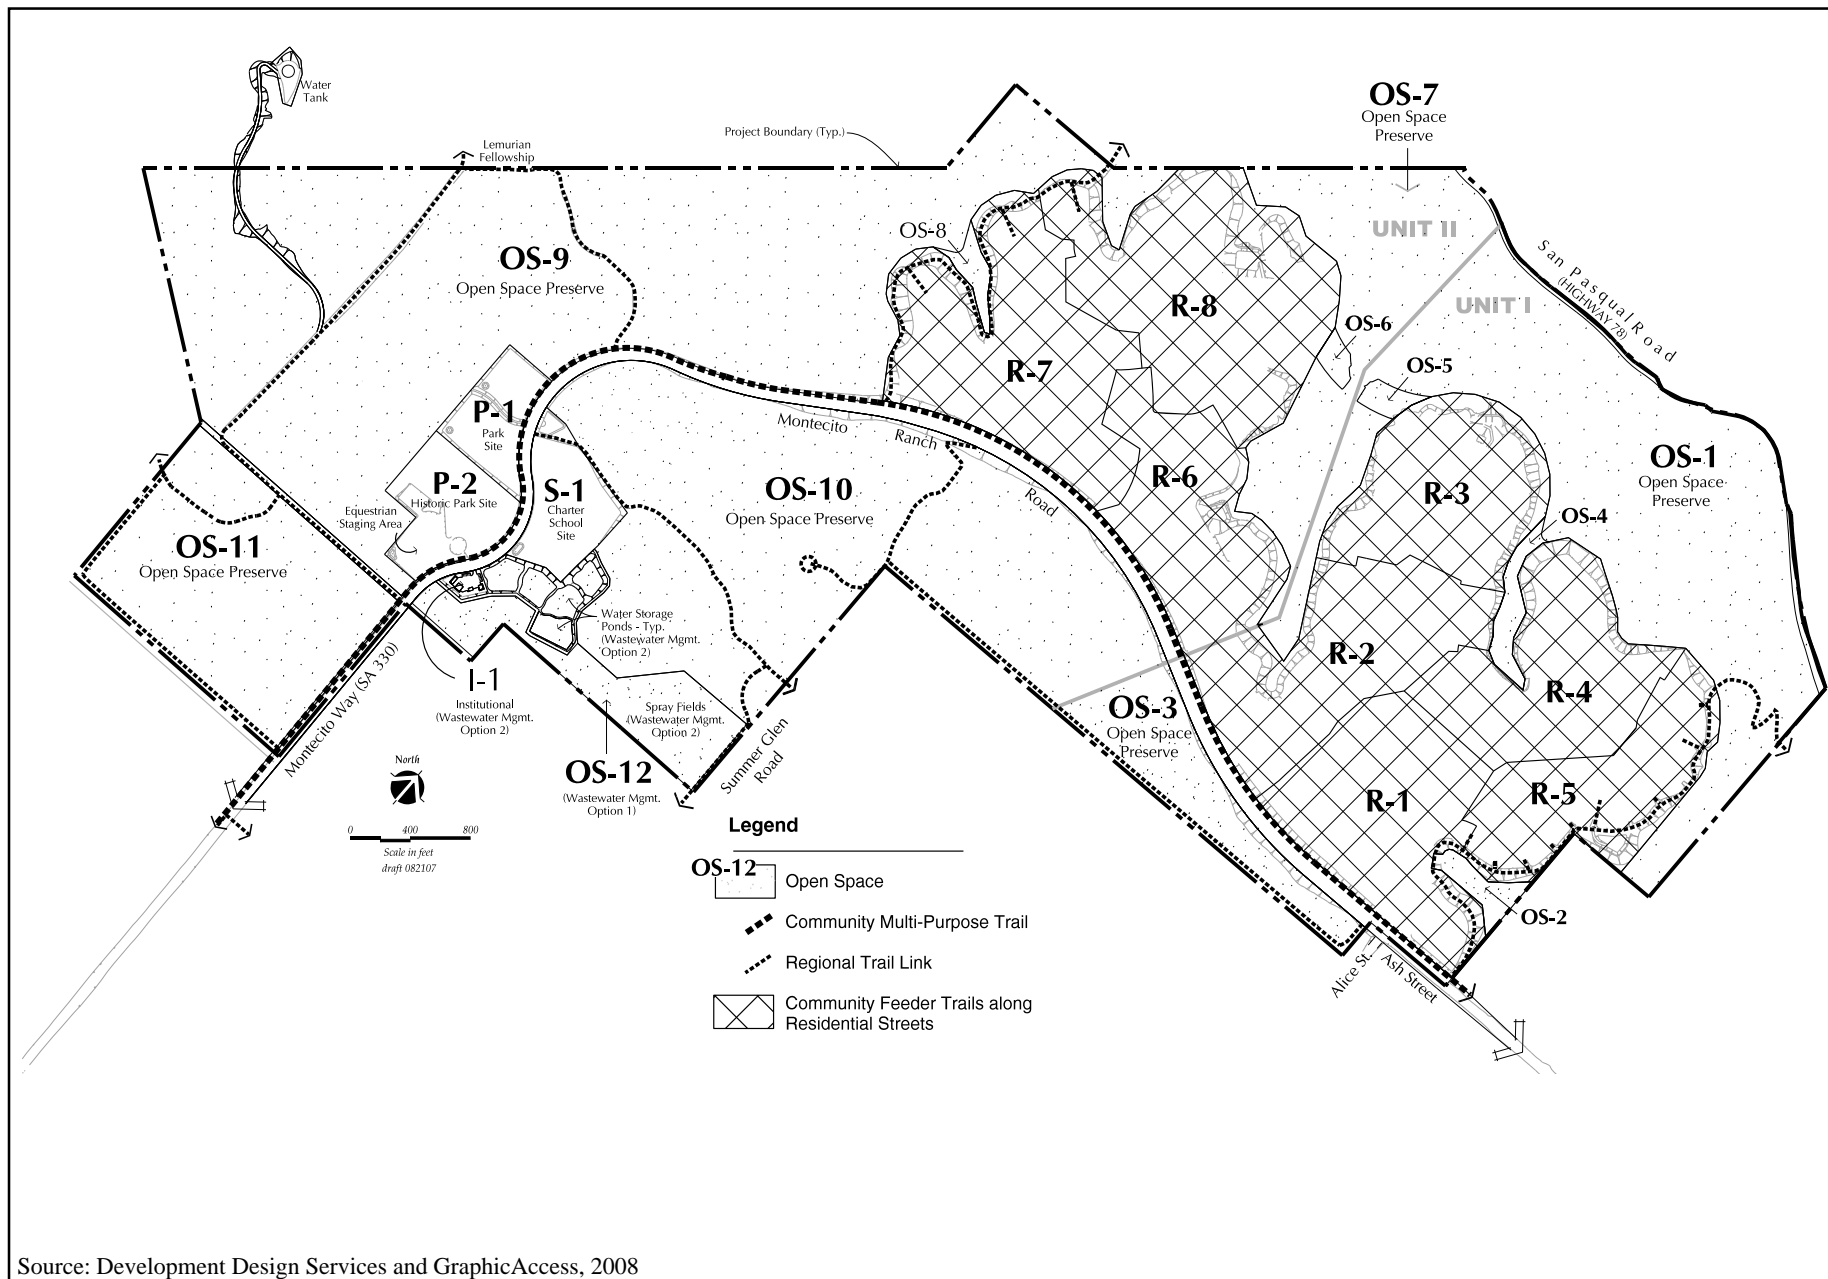 Water
Tank
Lemurian
Fellowship
Project Boundary (Typ.)
OS-7
Open Space
Preserve
UNIT II
UNIT I
San Pasqual Road
(HIGHWAY 78)
OS-8
OS-9
Open Space Preserve
R-8
OS-6
OS-5
R-7
P-1
Park
Site
Montecito Ranch Road
R-6
R-3
OS-1
Open Space
Preserve
P-2
Historic Park Site
S-1
Charter
School
Site
OS-10
Open Space Preserve
Equestrian
Staging Area
OS-4
OS-11
Open Space Preserve
Water Storage
Ponds - Typ.
(Wastewater Mgmt.
Option 2)
R-2
R-4
I-1
Institutional
(Wastewater Mgmt.
Option 2)
Montecito Way (SA 330)
Spray Fields
(Wastewater Mgmt.
Option 2)
OS-3
Open Space
Preserve
Summer Glen
Road
OS-12
(Wastewater Mgmt.
Option 1)
R-1
R-5
OS-2
Alice St.
Ash Street
North
0 400 800
Scale in feet
draft 082107
Legend
OS-12
Open Space
Community Multi-Purpose Trail
Regional Trail Link
Community Feeder Trails along
Residential Streets
Source: Development Design Services and GraphicAccess, 2008